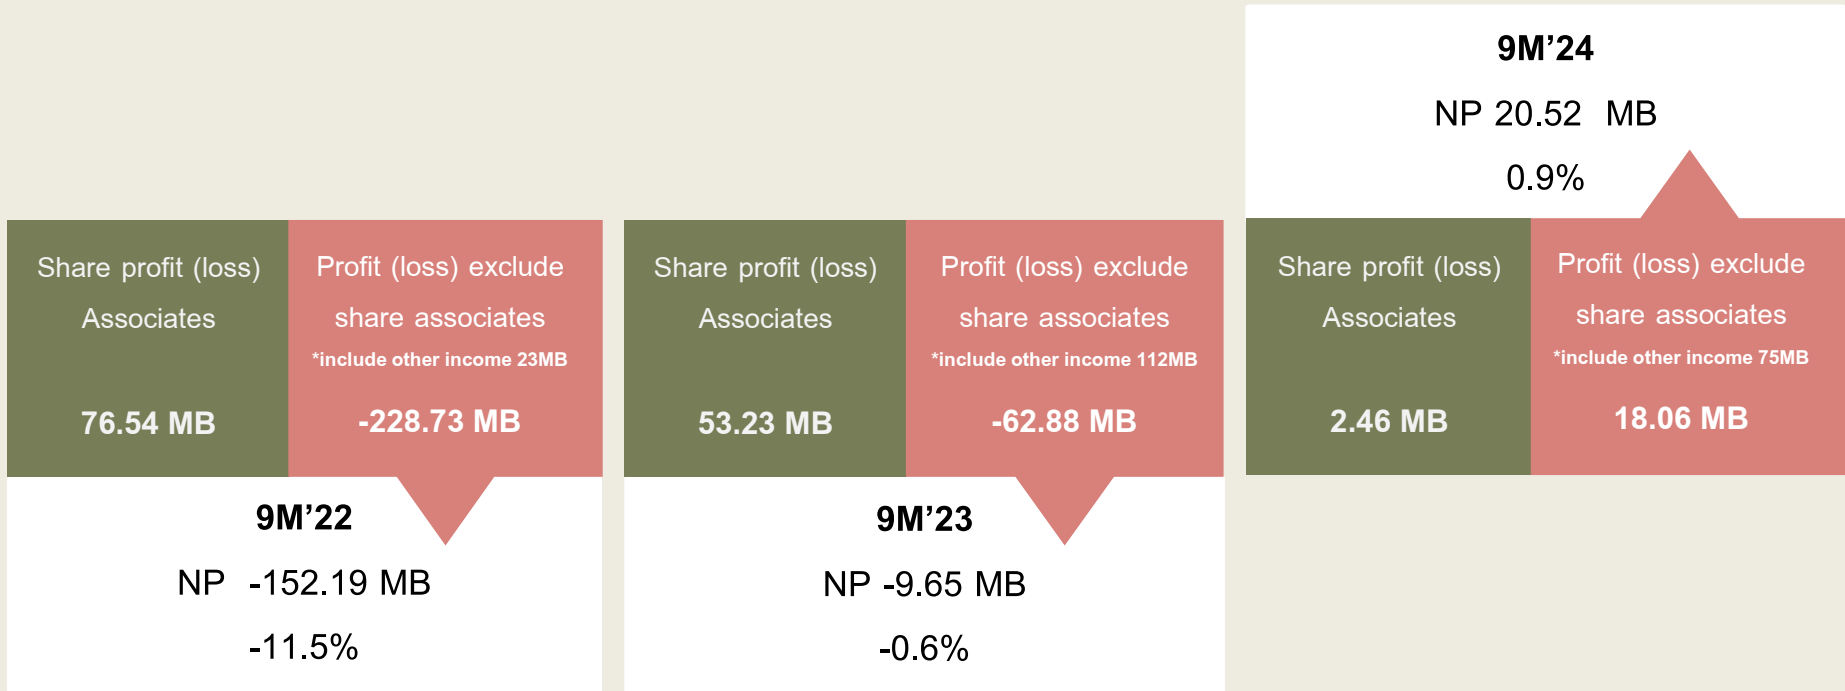 Share profit (loss)
Associates
76.54 MB
Profit (loss) exclude
share associates
*include other income 23MB
-228.73 MB
9M’22
NP -152.19 MB
-11.5%
Share profit (loss)
Associates
53.23 MB
Profit (loss) exclude
share associates
*include other income 112MB
-62.88 MB
9M’23
NP -9.65 MB
-0.6%
9M’24
NP 20.52 MB
0.9%
Share profit (loss)
Associates
2.46 MB
Profit (loss) exclude
share associates
*include other income 75MB
18.06 MB